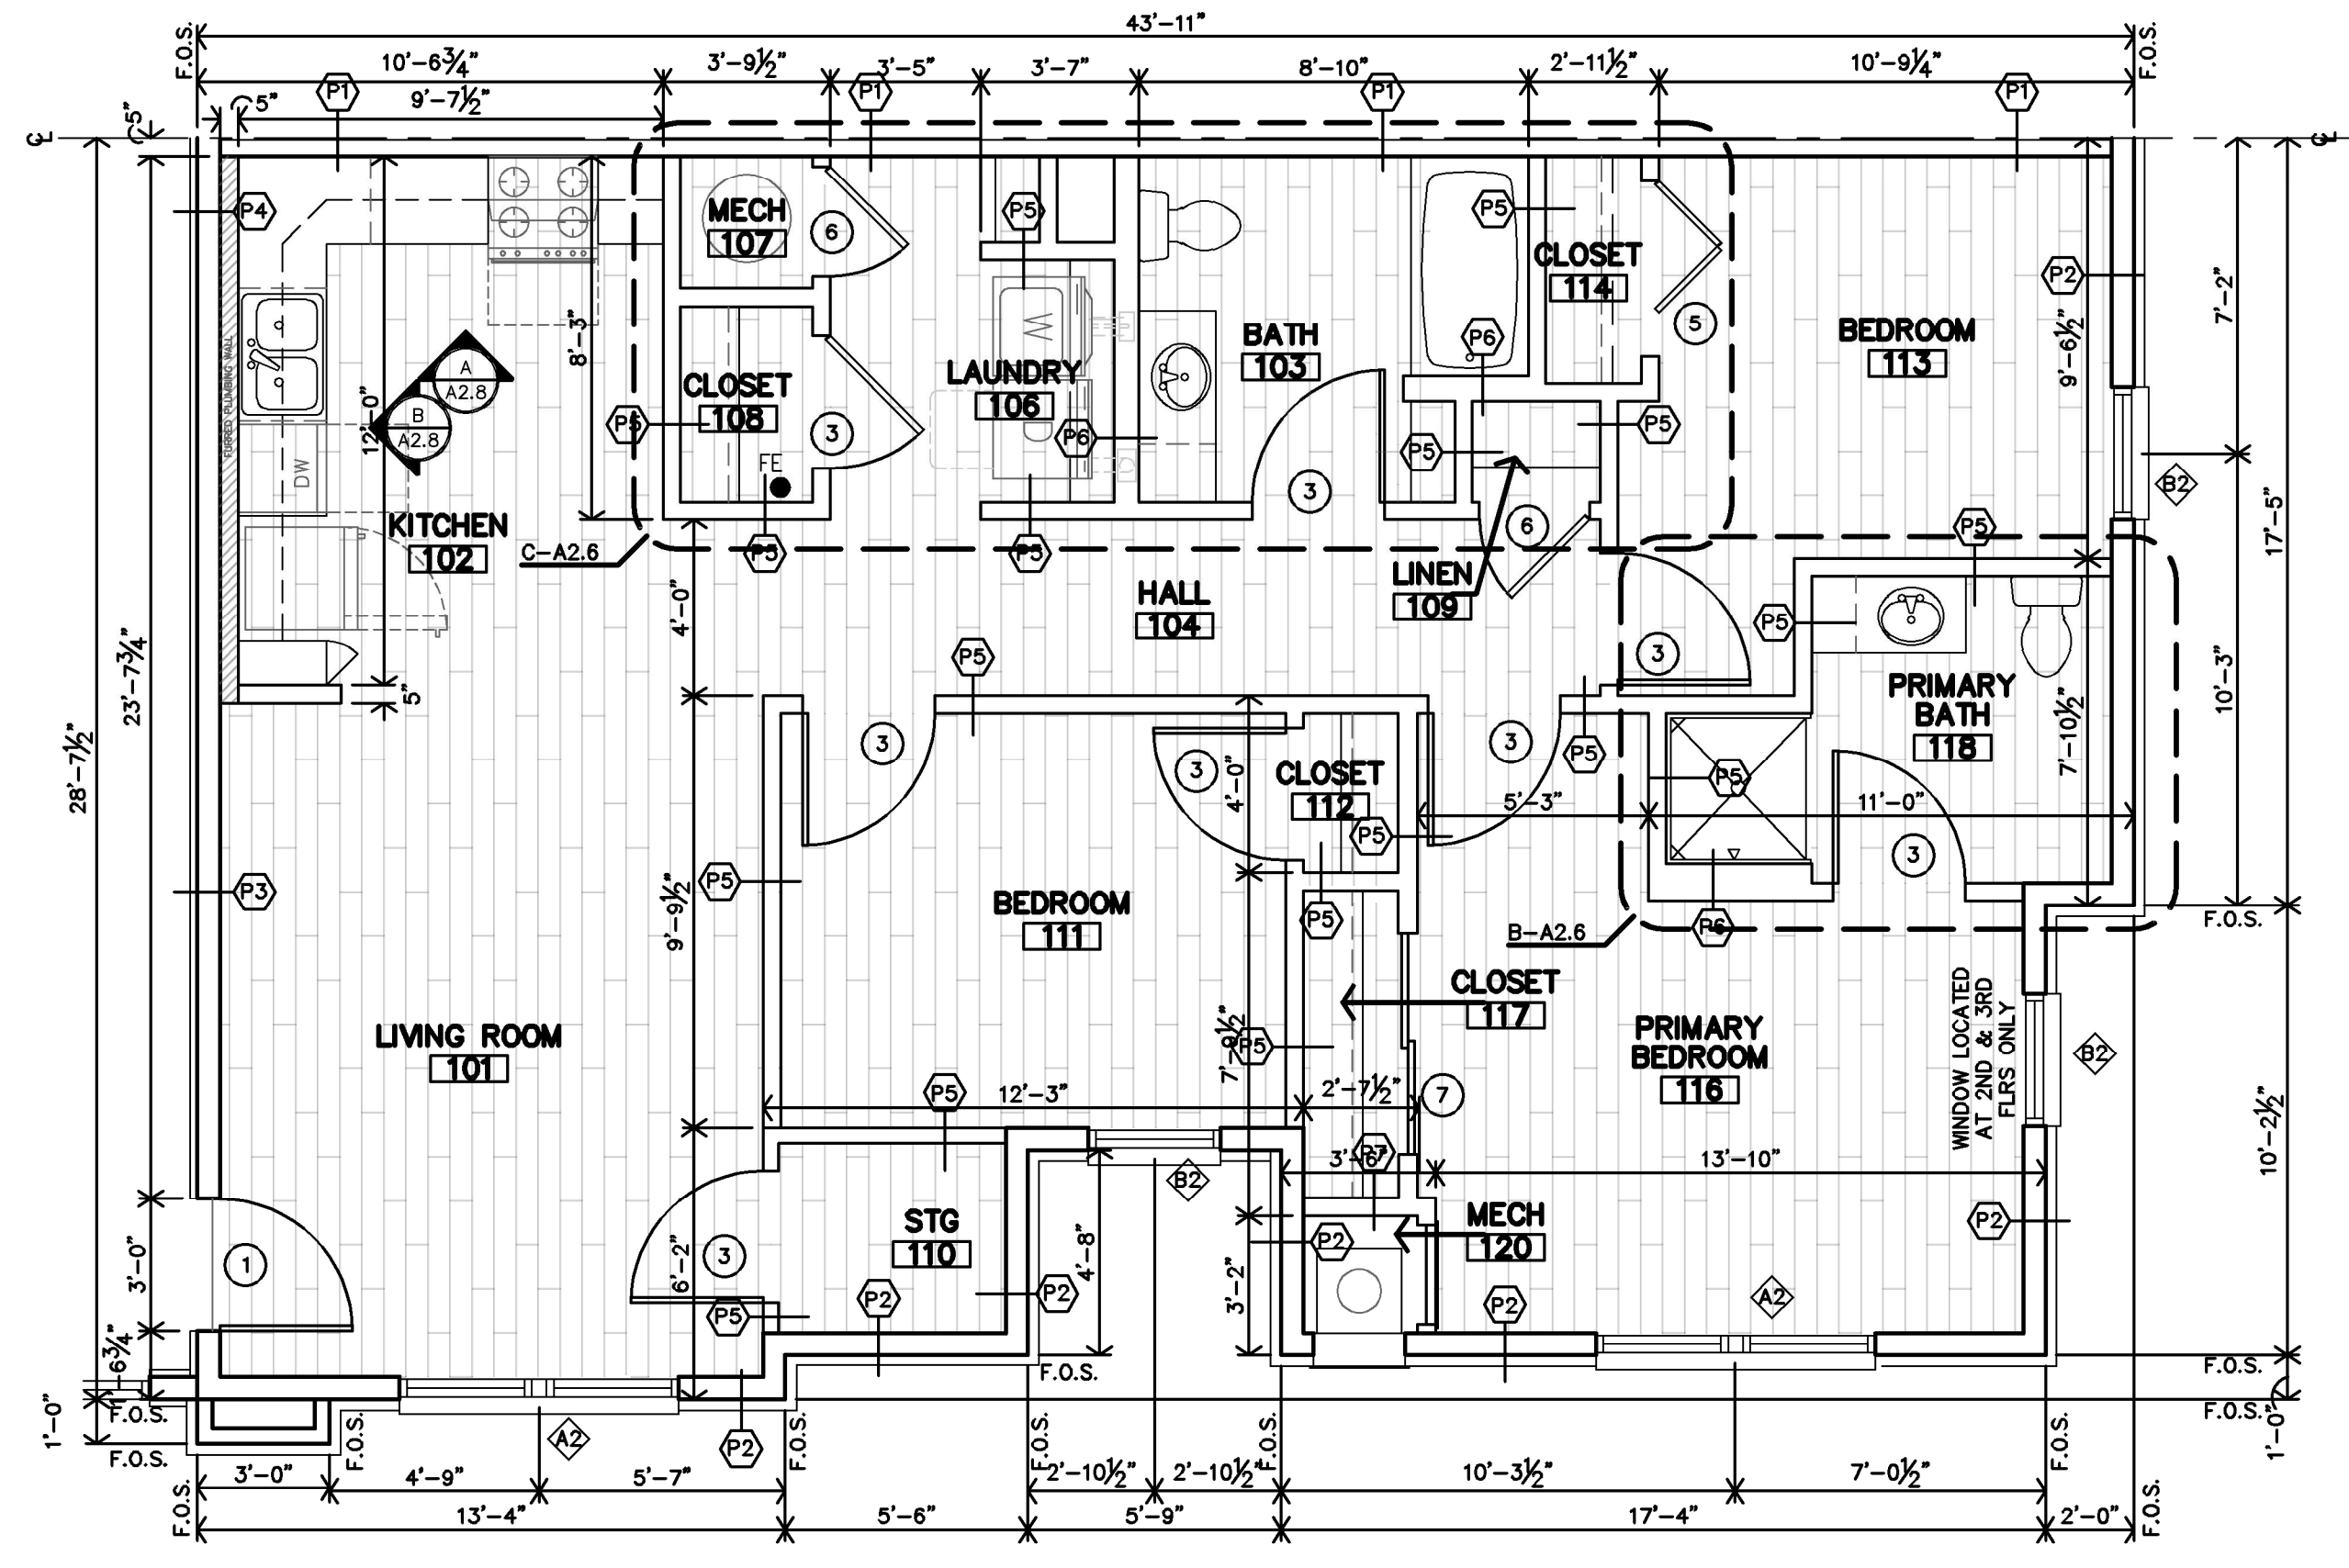 43'-11"
F.O.S.
F.O.S.
10'-6¾"
3'-9½"
3'-5"
3'-7"
8'-10"
2'-11½"
10'-9¼"
P1
P1
P1
P1
5"
9'-7½"
5"
℄
℄
P4
MECH
107
6
P5
P5
CLOSET
114
P2
7'-2"
FURRED PLUMBING WALL
8'-3"
A
A2.8
B
A2.8
12'-0"
DW
P5
CLOSET
108
3
FE
W
LAUNDRY
106
P6
BATH
103
P6
5
BEDROOM
113
9'-6½"
P5
P5
3
B2
KITCHEN
102
C-A2.6
P5
P5
6
P5
17'-5"
23'-7¾"
28'-7½"
4'-0"
HALL
104
LINEN
109
3
P5
P5
10'-3"
5"
PRIMARY
BATH
118
7'-10½"
3
3
4'-0"
CLOSET
112
3
P5
P5
5'-3"
11'-0"
3
P5
P3
P5
9'-9½"
BEDROOM
111
P5
P6
B-A2.6
F.O.S.
CLOSET
117
PRIMARY
BEDROOM
116
WINDOW LOCATED
AT 2ND & 3RD
FLRS ONLY
B2
LIVING ROOM
101
P5
7'-9½"
P5
12'-3"
2'-7½"
7
10'-2½"
3'-6"
P7
13'-10"
B2
STG
110
MECH
120
P2
P2
1
3'-0"
3
6'-2"
4'-8"
3'-2"
P5
P2
P2
P2
A2
1'-6¾"
F.O.S.
F.O.S.
F.O.S.
F.O.S.
1'-0"
1'-0"
F.O.S.
F.O.S.
A2
P2
F.O.S.
F.O.S.
F.O.S.
F.O.S.
3'-0"
4'-9"
5'-7"
2'-10½"
2'-10½"
10'-3½"
7'-0½"
F.O.S.
F.O.S.
13'-4"
5'-6"
5'-9"
17'-4"
2'-0"